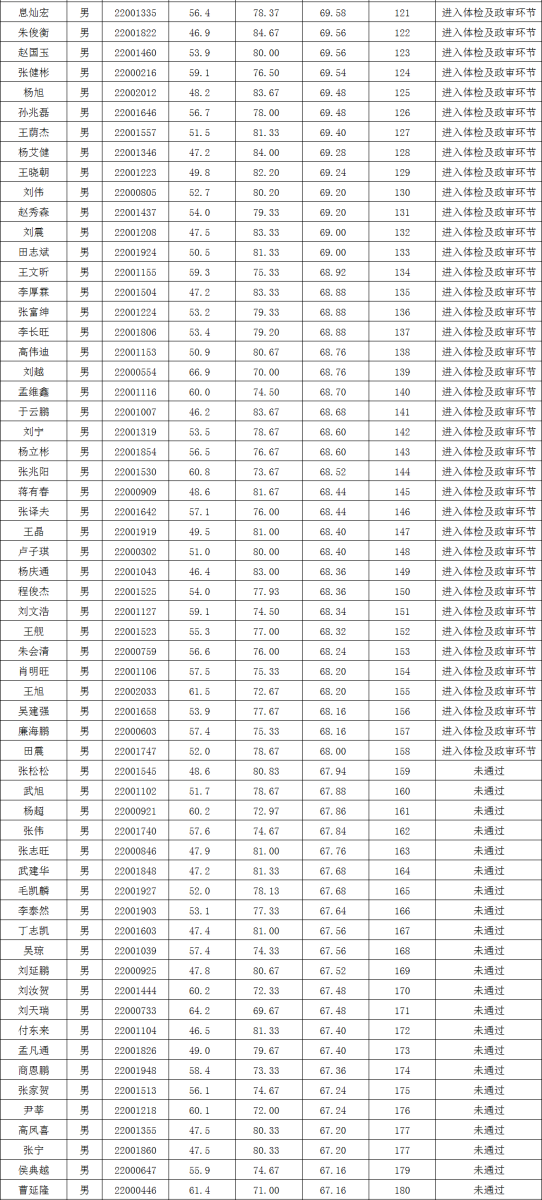 息灿宏 男 22001335 56.4 78.37 69.58 121 进入体检及政审环节
朱俊衡 男 22001822 46.9 84.67 69.56 122 进入体检及政审环节
赵国玉 男 22001460 53.9 80.00 69.56 123 进入体检及政审环节
张健彬 男 22000216 59.1 76.50 69.54 124 进入体检及政审环节
杨旭 男 22002012 48.2 83.67 69.48 125 进入体检及政审环节
孙兆磊 男 22001646 56.7 78.00 69.48 126 进入体检及政审环节
王荫杰 男 22001557 51.5 81.33 69.40 127 进入体检及政审环节
杨艾健 男 22001346 47.2 84.00 69.28 128 进入体检及政审环节
王晓朝 男 22001223 49.8 82.20 69.24 129 进入体检及政审环节
刘伟 男 22000805 52.7 80.20 69.20 130 进入体检及政审环节
赵秀森 男 22001437 54.0 79.33 69.20 131 进入体检及政审环节
刘震 男 22001208 47.5 83.33 69.00 132 进入体检及政审环节
田志斌 男 22001924 50.5 81.33 69.00 133 进入体检及政审环节
王文昕 男 22001155 59.3 75.33 68.92 134 进入体检及政审环节
李厚霖 男 22001504 47.2 83.33 68.88 135 进入体检及政审环节
张富绅 男 22001224 53.2 79.33 68.88 136 进入体检及政审环节
李长旺 男 22001806 53.4 79.20 68.88 137 进入体检及政审环节
高伟迪 男 22001153 50.9 80.67 68.76 138 进入体检及政审环节
刘越 男 22000554 66.9 70.00 68.76 139 进入体检及政审环节
孟维鑫 男 22001116 60.0 74.50 68.70 140 进入体检及政审环节
于云鹏 男 22001007 46.2 83.67 68.68 141 进入体检及政审环节
刘宁 男 22001319 53.5 78.67 68.60 142 进入体检及政审环节
杨立彬 男 22001854 56.5 76.67 68.60 143 进入体检及政审环节
张兆阳 男 22001530 60.8 73.67 68.52 144 进入体检及政审环节
蒋有春 男 22000909 48.6 81.67 68.44 145 进入体检及政审环节
张译夫 男 22001642 57.1 76.00 68.44 146 进入体检及政审环节
王晶 男 22001919 49.5 81.00 68.40 147 进入体检及政审环节
卢子琪 男 22000302 51.0 80.00 68.40 148 进入体检及政审环节
杨庆通 男 22001043 46.4 83.00 68.36 149 进入体检及政审环节
程俊杰 男 22001525 54.0 77.93 68.36 150 进入体检及政审环节
刘文浩 男 22001127 59.1 74.50 68.34 151 进入体检及政审环节
王舰 男 22001523 55.3 77.00 68.32 152 进入体检及政审环节
朱会清 男 22000759 56.6 76.00 68.24 153 进入体检及政审环节
肖明旺 男 22001106 57.5 75.33 68.20 154 进入体检及政审环节
王旭 男 22002033 61.5 72.67 68.20 155 进入体检及政审环节
吴建强 男 22001658 53.9 77.67 68.16 156 进入体检及政审环节
廉海鹏 男 22000603 57.4 75.33 68.16 157 进入体检及政审环节
田震 男 22001747 52.0 78.67 68.00 158 进入体检及政审环节
张松松 男 22001545 48.6 80.83 67.94 159 未通过
武旭 男 22001102 51.7 78.67 67.88 160 未通过
杨超 男 22000921 60.2 72.97 67.86 161 未通过
张伟 男 22001740 57.6 74.67 67.84 162 未通过
张志旺 男 22000846 47.9 81.00 67.76 163 未通过
武建华 男 22001848 47.2 81.33 67.68 164 未通过
毛凯麟 男 22001927 52.0 78.13 67.68 165 未通过
李泰然 男 22001903 53.1 77.33 67.64 166 未通过
丁志凯 男 22001603 47.4 81.00 67.56 167 未通过
吴琼 男 22001039 57.4 74.33 67.56 168 未通过
刘延鹏 男 22000925 47.8 80.67 67.52 169 未通过
刘汝贺 男 22001444 60.2 72.33 67.48 170 未通过
刘天瑞 男 22000733 64.2 69.67 67.48 171 未通过
付东来 男 22001104 46.5 81.33 67.40 172 未通过
孟凡通 男 22001826 49.0 79.67 67.40 173 未通过
商恩鹏 男 22001948 58.4 73.33 67.36 174 未通过
张家贺 男 22001513 56.1 74.67 67.24 175 未通过
尹莘 男 22001218 60.1 72.00 67.24 176 未通过
高凤喜 男 22001355 47.5 80.33 67.20 177 未通过
张宁 男 22001860 47.5 80.33 67.20 177 未通过
侯典越 男 22000647 55.9 74.67 67.16 179 未通过
曹延隆 男 22000446 61.4 71.00 67.16 180 未通过